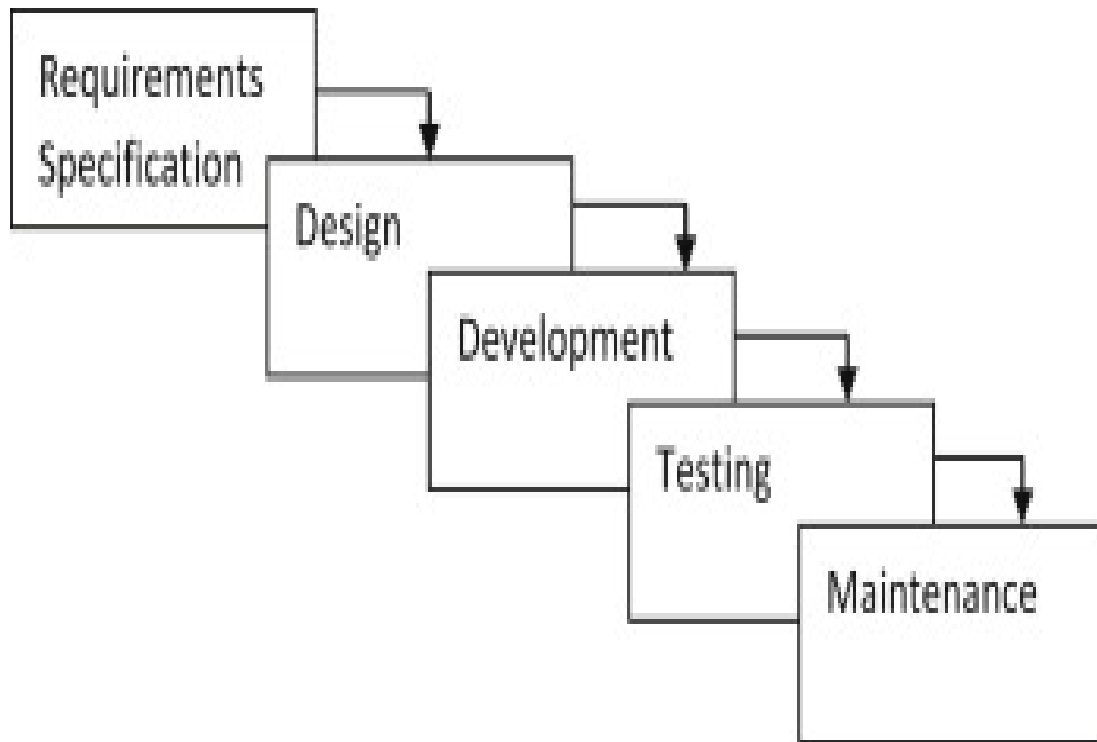 Requirements
Specification
Design
Development
Testing
Maintenance